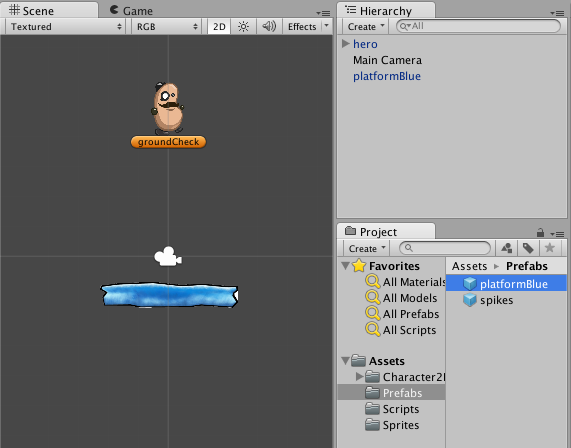 Scene Game
Textured RGB 2D Effects
groundCheck
Hierarchy
Create All
hero
Main Camera
platformBlue
Project
Create
Favorites
All Materials
All Models
All Prefabs
All Scripts
Assets
Character2
Prefabs
Scripts
Sprites
Assets Prefabs
platformBlue
spikes